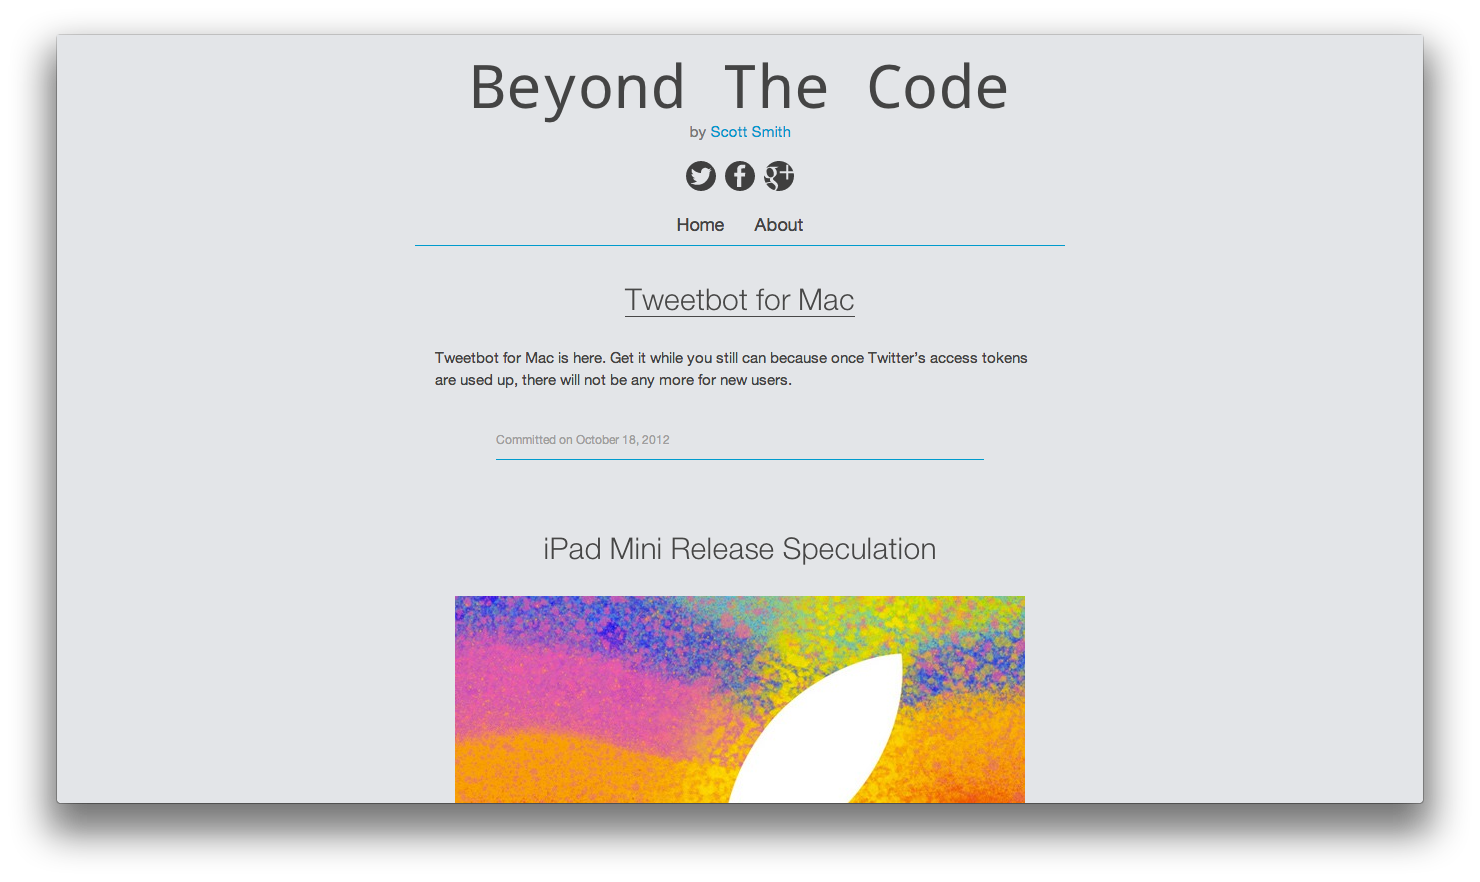 Beyond The Code
by Scott Smith
Home About
Tweetbot for Mac
Tweetbot for Mac is here. Get it while you still can because once Twitter’s access tokens
are used up, there will not be any more for new users.
Committed on October 18, 2012
iPad Mini Release Speculation